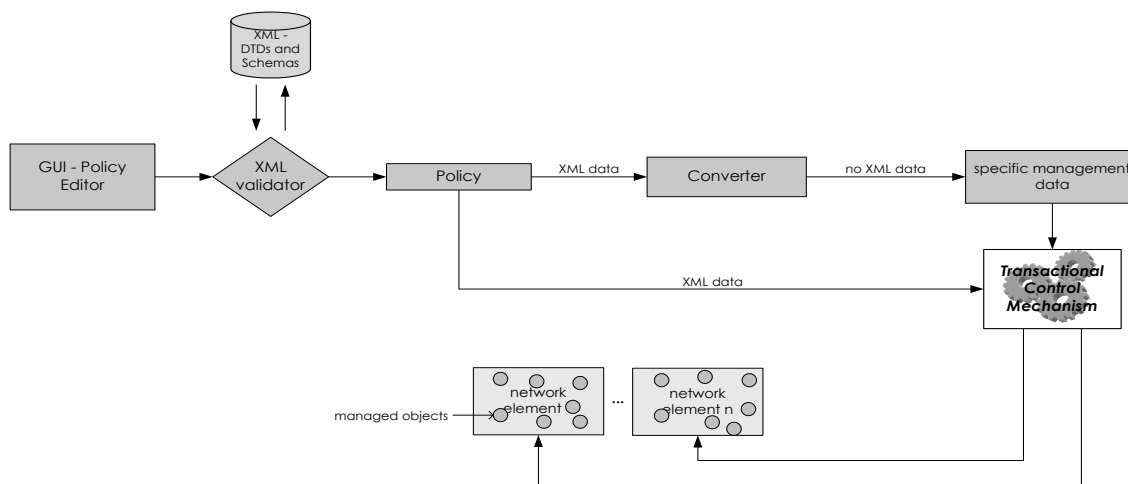 XML -
DTDs and
Schemas
GUI - Policy
Editor
XML
validator
Policy
XML data
Converter
no XML data
specific management
data
Transactional
Control
Mechanism
XML data
network
element
...
network
element n
managed objects